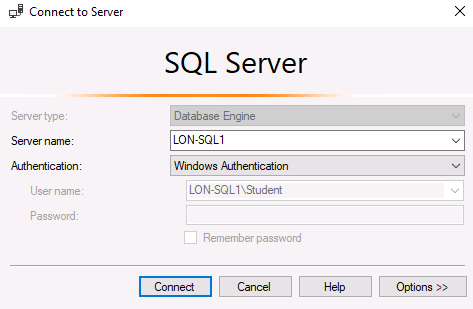 Connect to Server
SQL Server
Server type: Database Engine
Server name: LON-SQL1
Authentication: Windows Authentication
User name: LON-SQL1\Student
Password:
Remember password
Connect Cancel Help Options >>